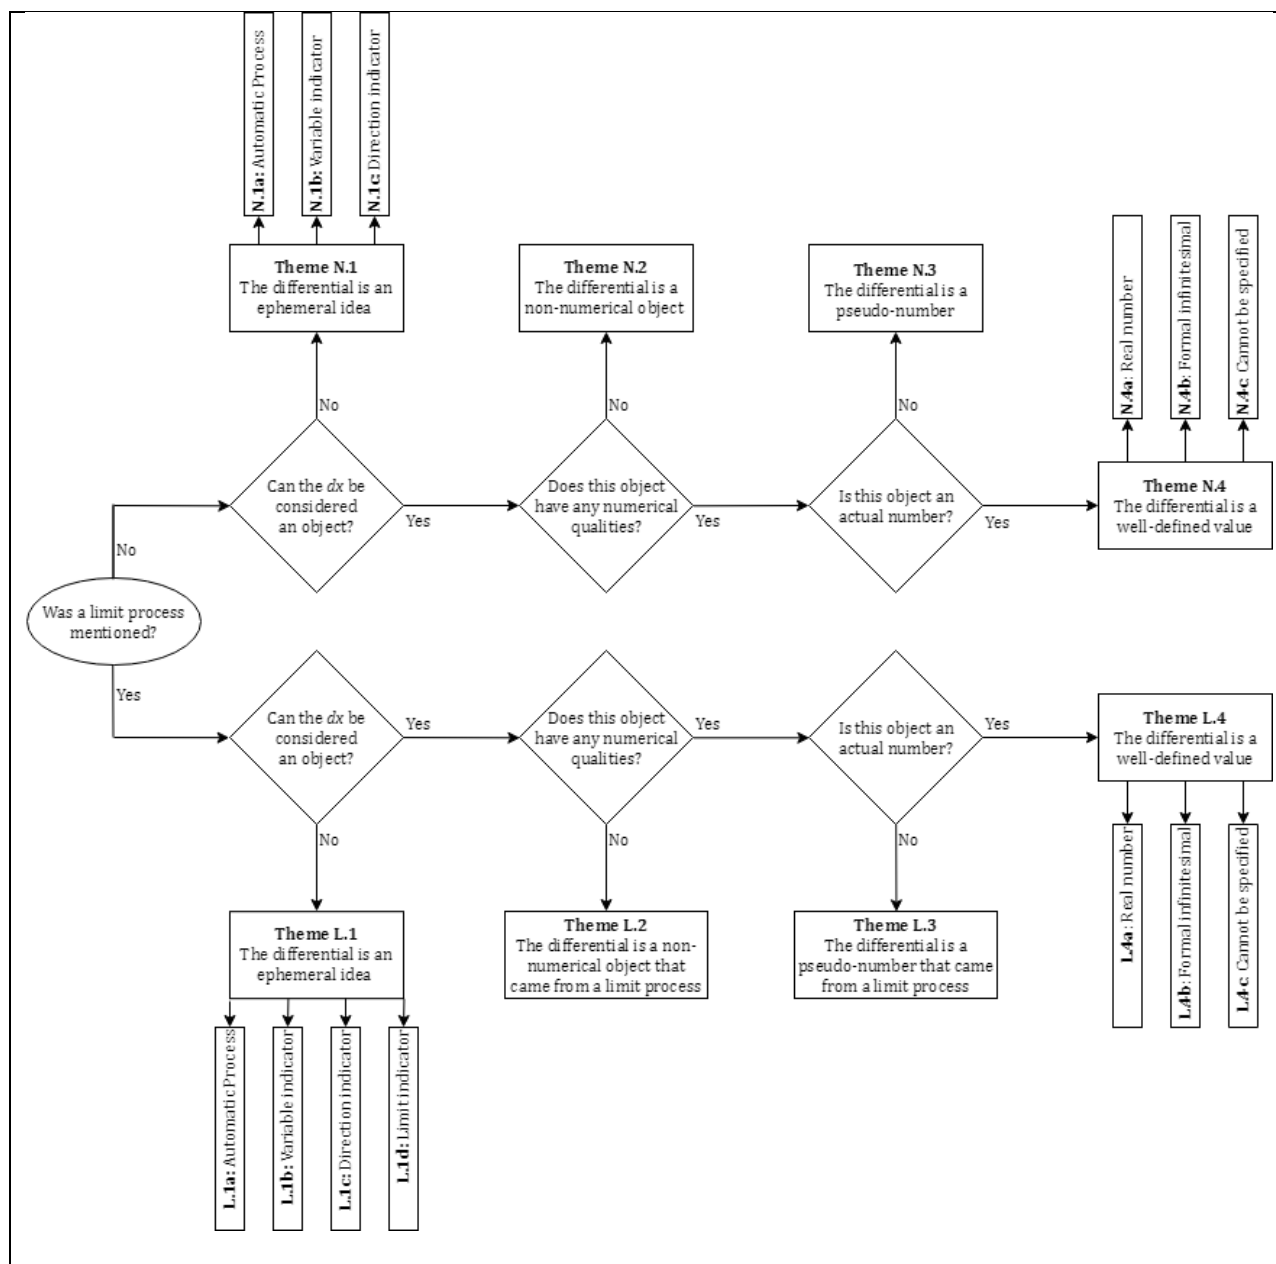 N.1a: Automatic Process
N.1b: Variable indicator
N.1c: Direction indicator
Theme N.1
The differential is an
ephemeral idea
Theme N.2
The differential is a
non-numerical object
Theme N.3
The differential is a
pseudo-number
N.4a: Real number
N.4b: Formal infinitesimal
N.4c: Cannot be specified
No
No
No
Can the dx be
considered
an object?
Yes
Does this object
have any numerical
qualities?
Yes
Is this object an
actual number?
Yes
Theme N.4
The differential is a
well-defined value
No
Was a limit process
mentioned?
Yes
Can the dx be
considered
an object?
Yes
Does this object
have any numerical
qualities?
Yes
Is this object an
actual number?
Yes
Theme L.4
The differential is a
well-defined value
No
No
No
L.4a: Real number
L.4b: Formal infinitesimal
L.4c: Cannot be specified
Theme L.1
The differential is an
ephemeral idea
Theme L.2
The differential is a non-
numerical object that
came from a limit process
Theme L.3
The differential is a
pseudo-number that came
from a limit process
L.1a: Automatic Process
L.1b: Variable indicator
L.1c: Direction indicator
L.1d: Limit indicator